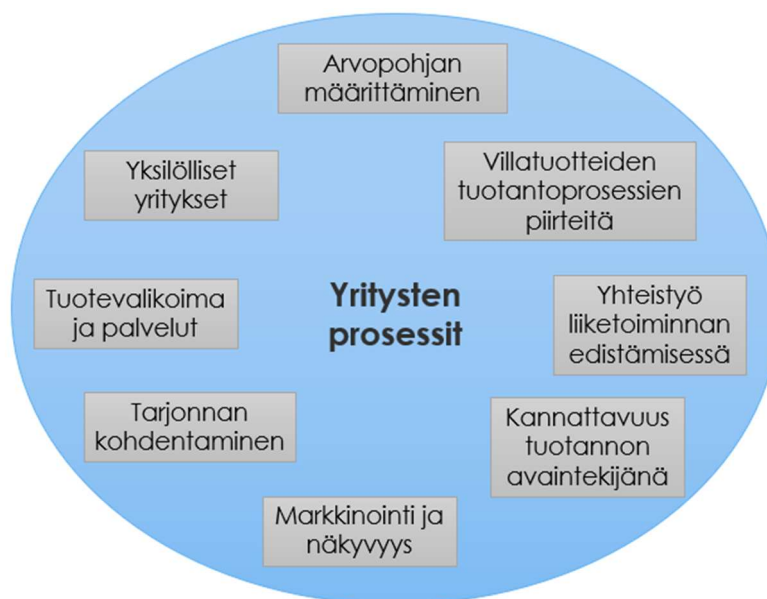 Arvopohjan
määrittäminen
Yksilölliset
yritykset
Villatuotteiden
tuotantoprosessien
piirteitä
Tuotevalikoima
ja palvelut
Yritysten
prosessit
Yhteistyö
liiketoiminnan
edistämisessä
Tarjonnan
kohdentaminen
Kannattavuus
tuotannon
avaintekijänä
Markkinointi ja
näkyvyys